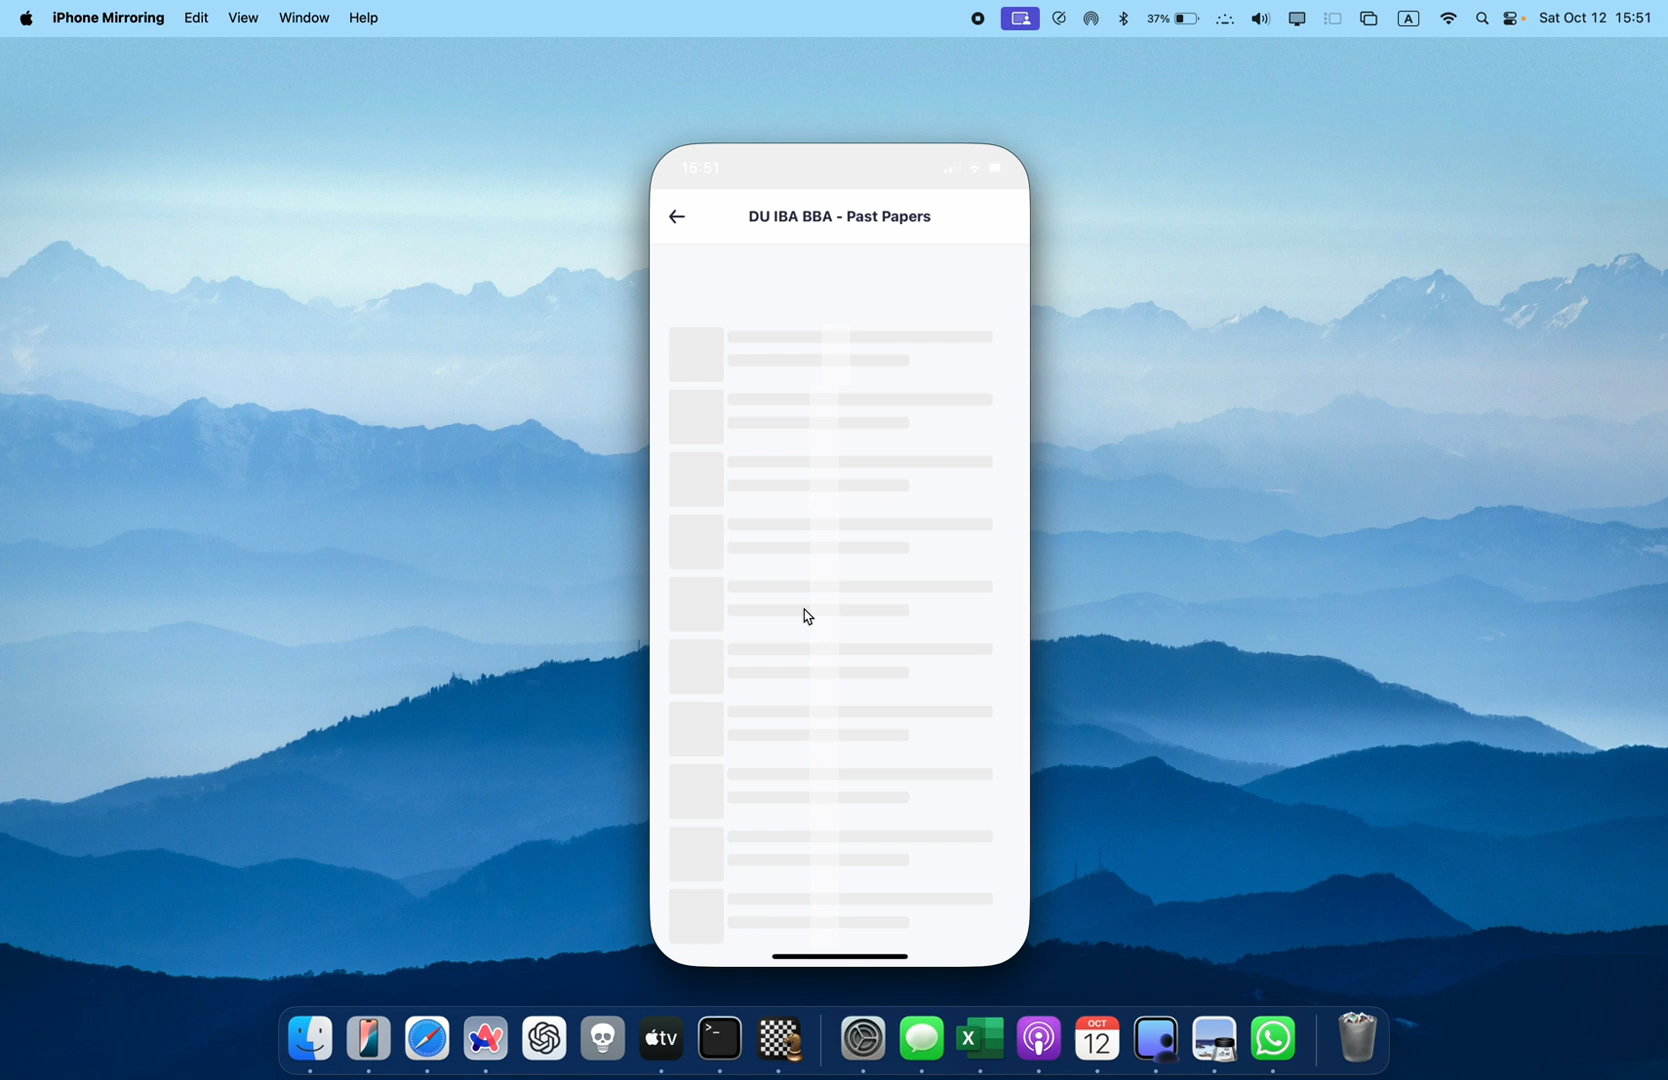 iPhone Mirroring Edit View Window Help 37% A Sat Oct 12 15:51
15:51
DU IBA BBA - Past Papers
tv
>_
X
OCT
12